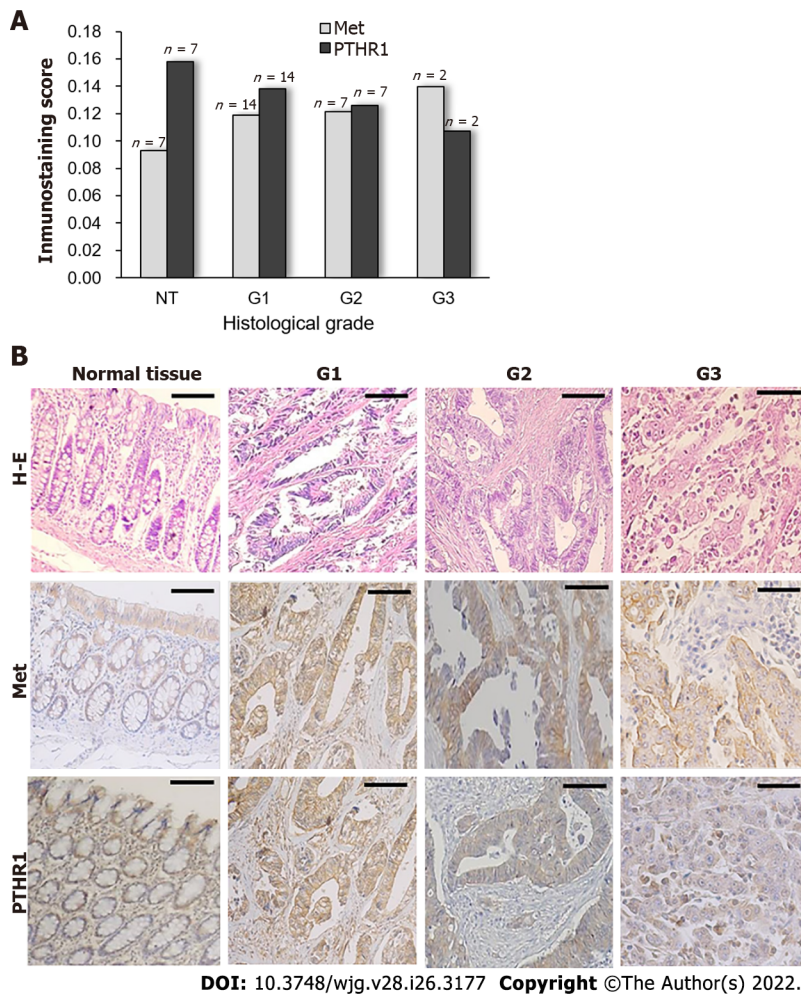 A
Inmunostaining score
0.18
0.16
0.14
0.12
0.10
0.08
0.06
0.04
0.02
0.00
Met
PTHR1
n = 7
n = 7
n = 14
n = 14
n = 7
n = 7
n = 2
n = 2
NT G1 G2 G3
Histological grade
B
Normal tissue G1 G2 G3
H-E
Met
PTHR1
DOI: 10.3748/wjg.v28.i26.3177 Copyright ©The Author(s) 2022.